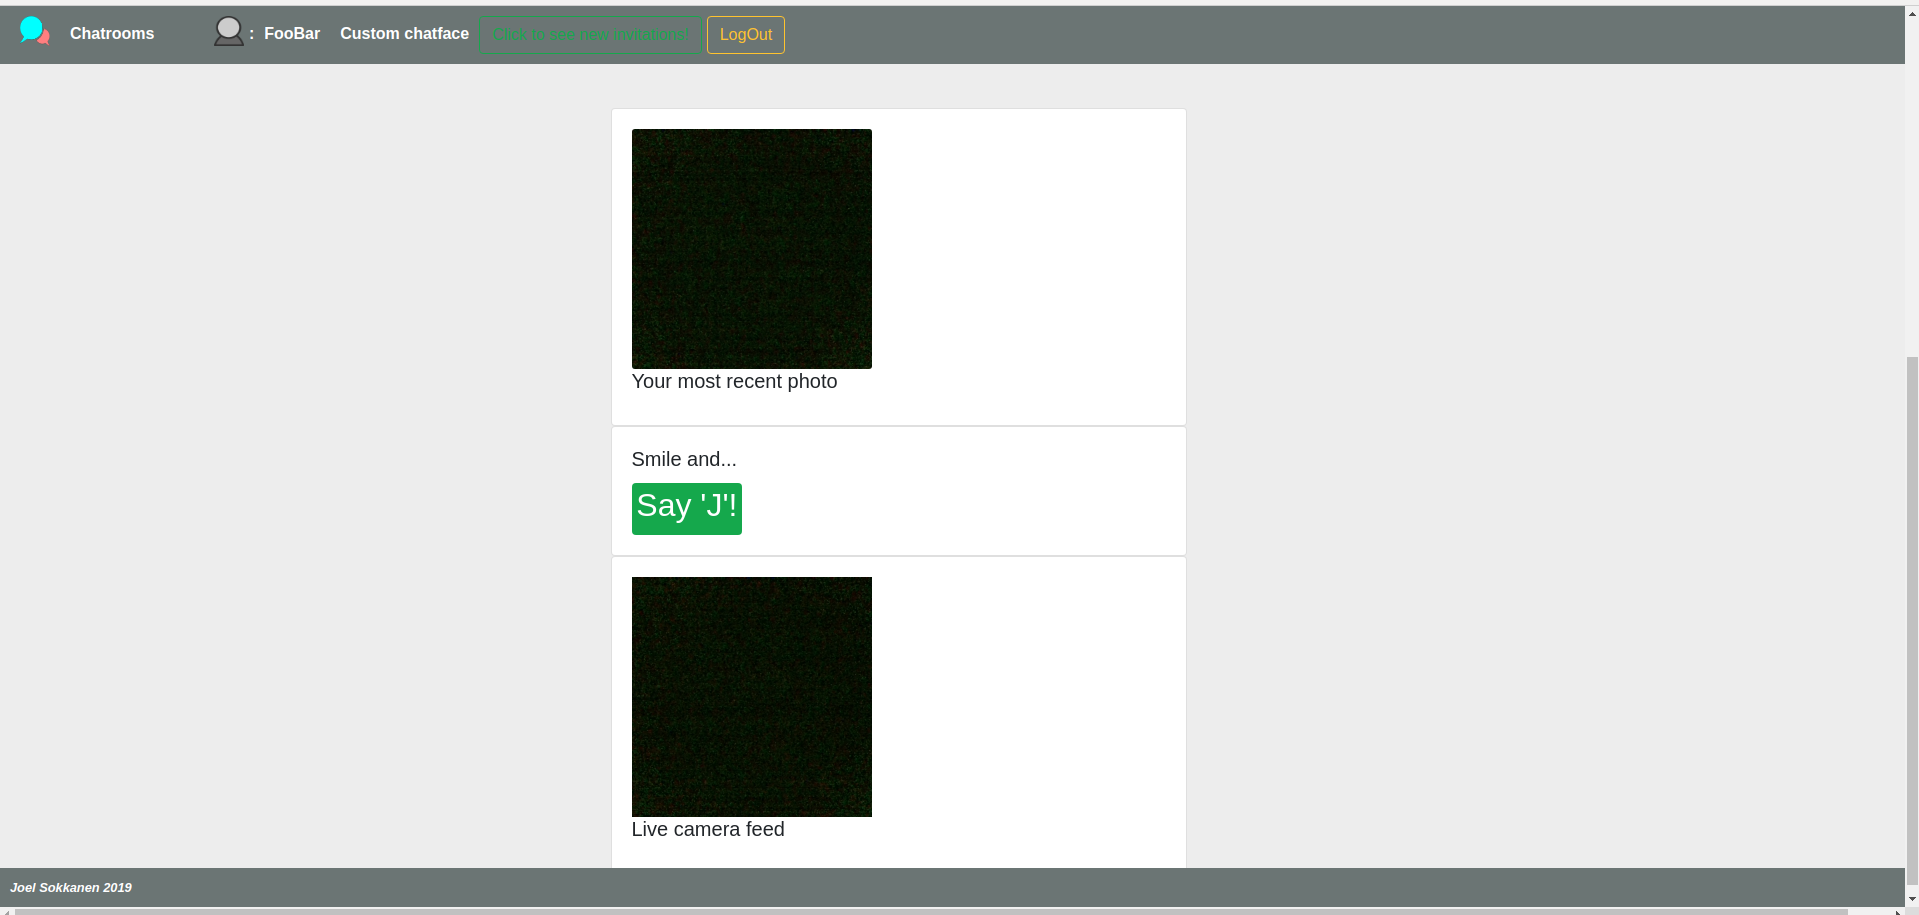 Chatrooms : FooBar Custom chatface Click to see new invitations! LogOut
Your most recent photo
Smile and...
Say 'J'!
Live camera feed
Joel Sokkanen 2019